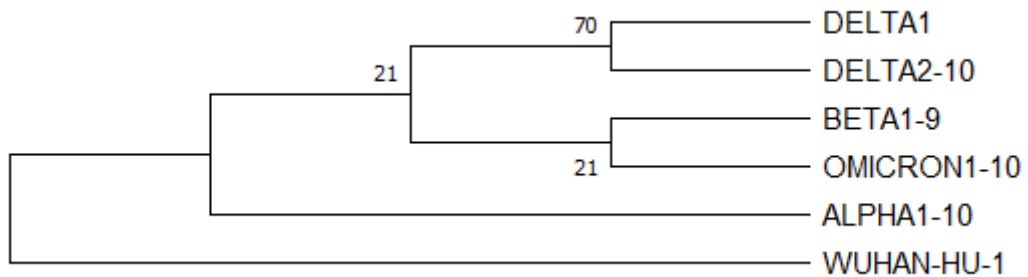 70
DELTA1
21
DELTA2-10
BETA1-9
21
OMICRON1-10
ALPHA1-10
WUHAN-HU-1